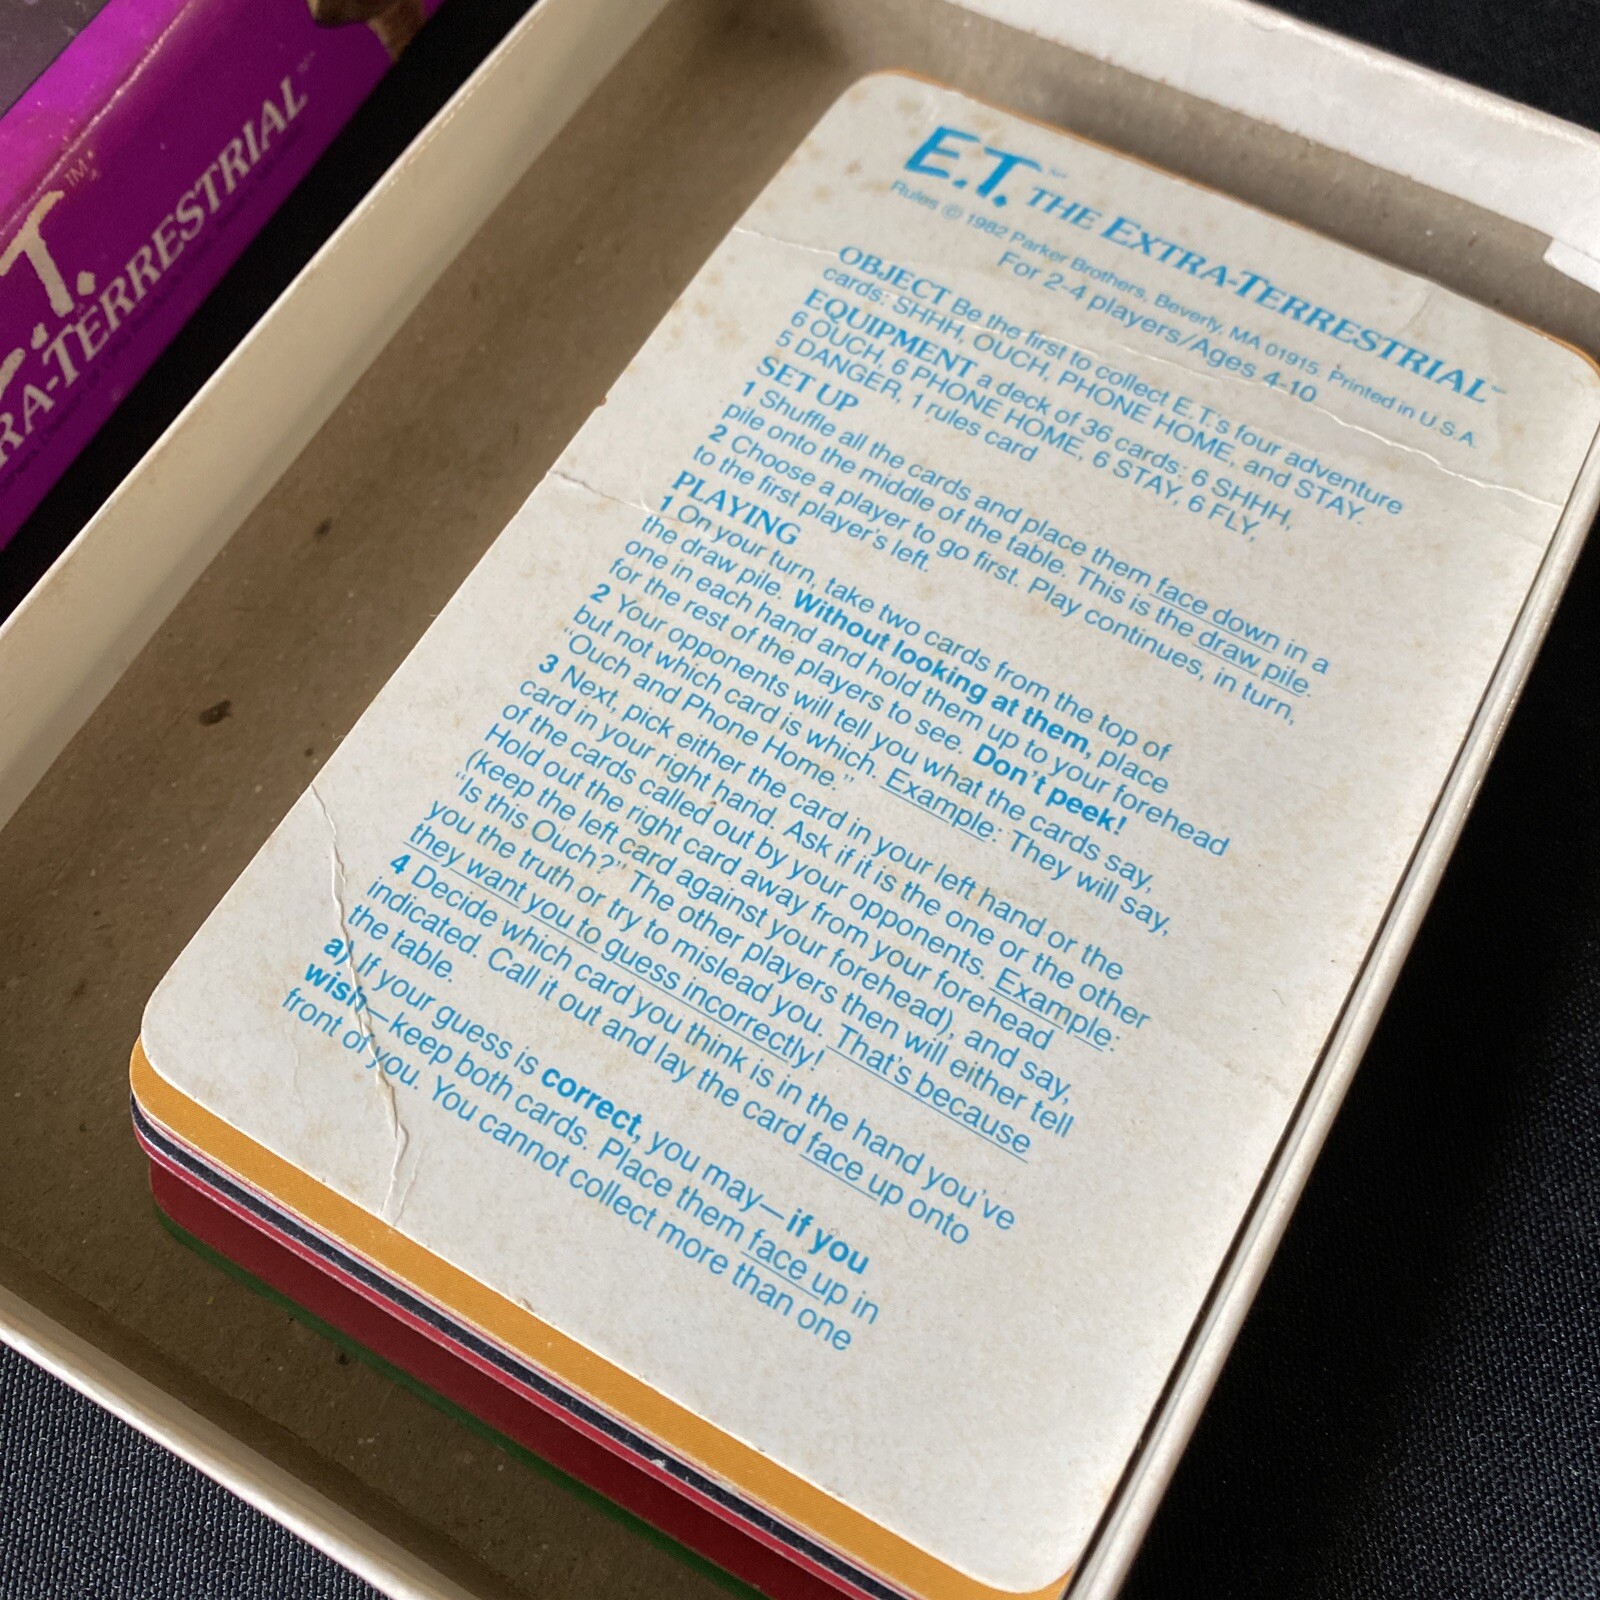 E.T.™ THE EXTRA-TERRESTRIAL™
Rules © 1982 Parker Brothers, Beverly, MA 01915. Printed in U.S.A.
For 2-4 players/Ages 4-10
OBJECT Be the first to collect E.T.'s four adventure
cards: SHHH, OUCH, PHONE HOME, and STAY.
EQUIPMENT a deck of 36 cards: 6 SHHH,
6 OUCH, 6 PHONE HOME, 6 STAY, 6 FLY,
5 DANGER, 1 rules card
SET UP
1 Shuffle all the cards and place them face down in a
pile onto the middle of the table. This is the draw pile.
2 Choose a player to go first. Play continues, in turn,
to the first player's left.
PLAYING
1 On your turn, take two cards from the top of
the draw pile. Without looking at them, place
one in each hand and hold them up to your forehead
for the rest of the players to see. Don't peek!
2 Your opponents will tell you what the cards say,
but not which card is which. Example: They will say,
"Ouch and Phone Home."
3 Next, pick either the card in your left hand or the
card in your right hand. Ask if it is the one or the other
of the cards called out by your opponents. Example:
Hold out the right card away from your forehead
(keep the left card against your forehead), and say,
"Is this Ouch?" The other players then will either tell
you the truth or try to mislead you. That's because
they want you to guess incorrectly!
4 Decide which card you think is in the hand you've
indicated. Call it out and lay the card face up onto
the table.
a) If your guess is correct, you may—if you
wish—keep both cards. Place them face up in
front of you. You cannot collect more than one
T.™
RA-TERRESTRIAL™